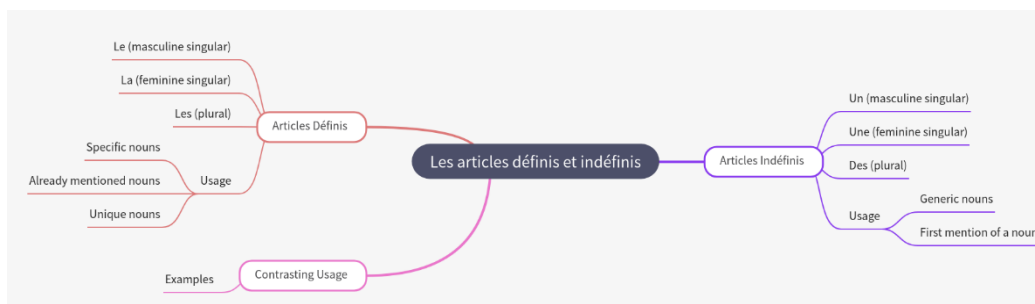 Les articles définis et indéfinis
Articles Définis
Le (masculine singular)
La (feminine singular)
Les (plural)
Usage
Specific nouns
Already mentioned nouns
Unique nouns
Contrasting Usage
Examples
Articles Indéfinis
Un (masculine singular)
Une (feminine singular)
Des (plural)
Usage
Generic nouns
First mention of a noun